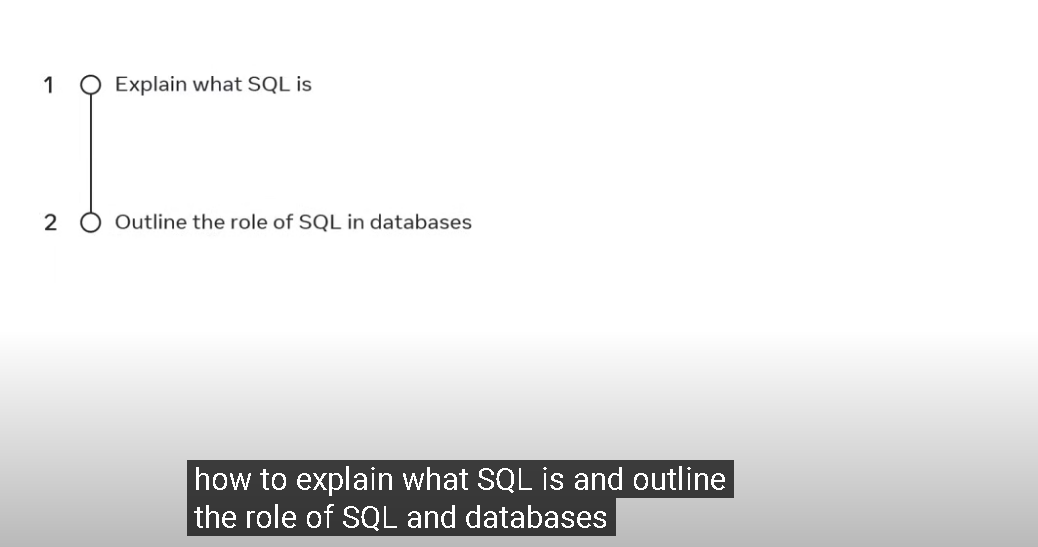 1 Explain what SQL is
2 Outline the role of SQL in databases
how to explain what SQL is and outline
the role of SQL and databases